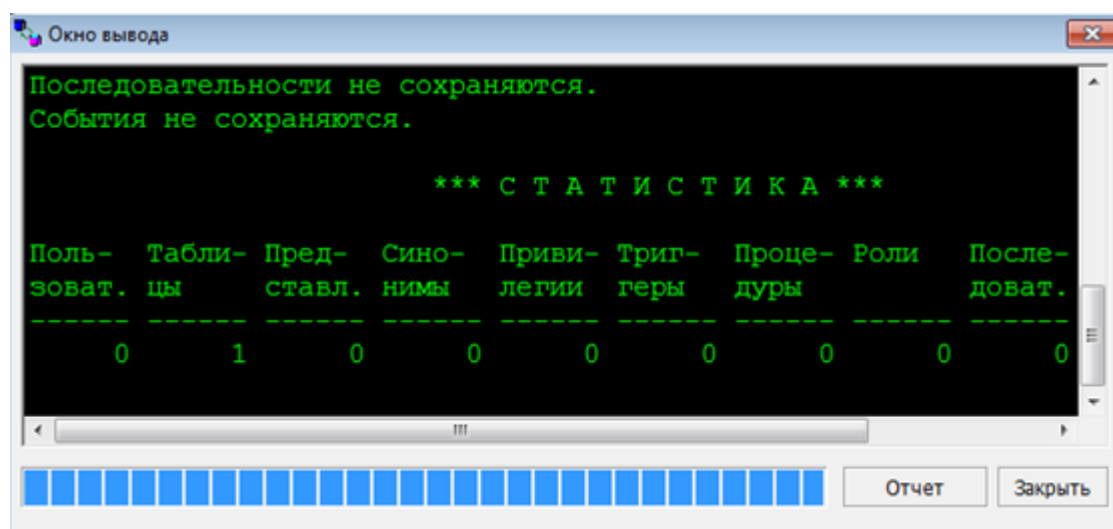 Окно вывода
Последовательности не сохраняются.
События не сохраняются.
*** С Т А Т И С Т И К А ***
Поль- Табли- Пред- Сино- Приви- Триг- Проце- Роли После-
зоват. цы ставл. нимы легии геры дуры доват.
------ ------ ------ ------ ------ ------ ------ ------ ------
0 1 0 0 0 0 0 0 0
Отчет Закрыть